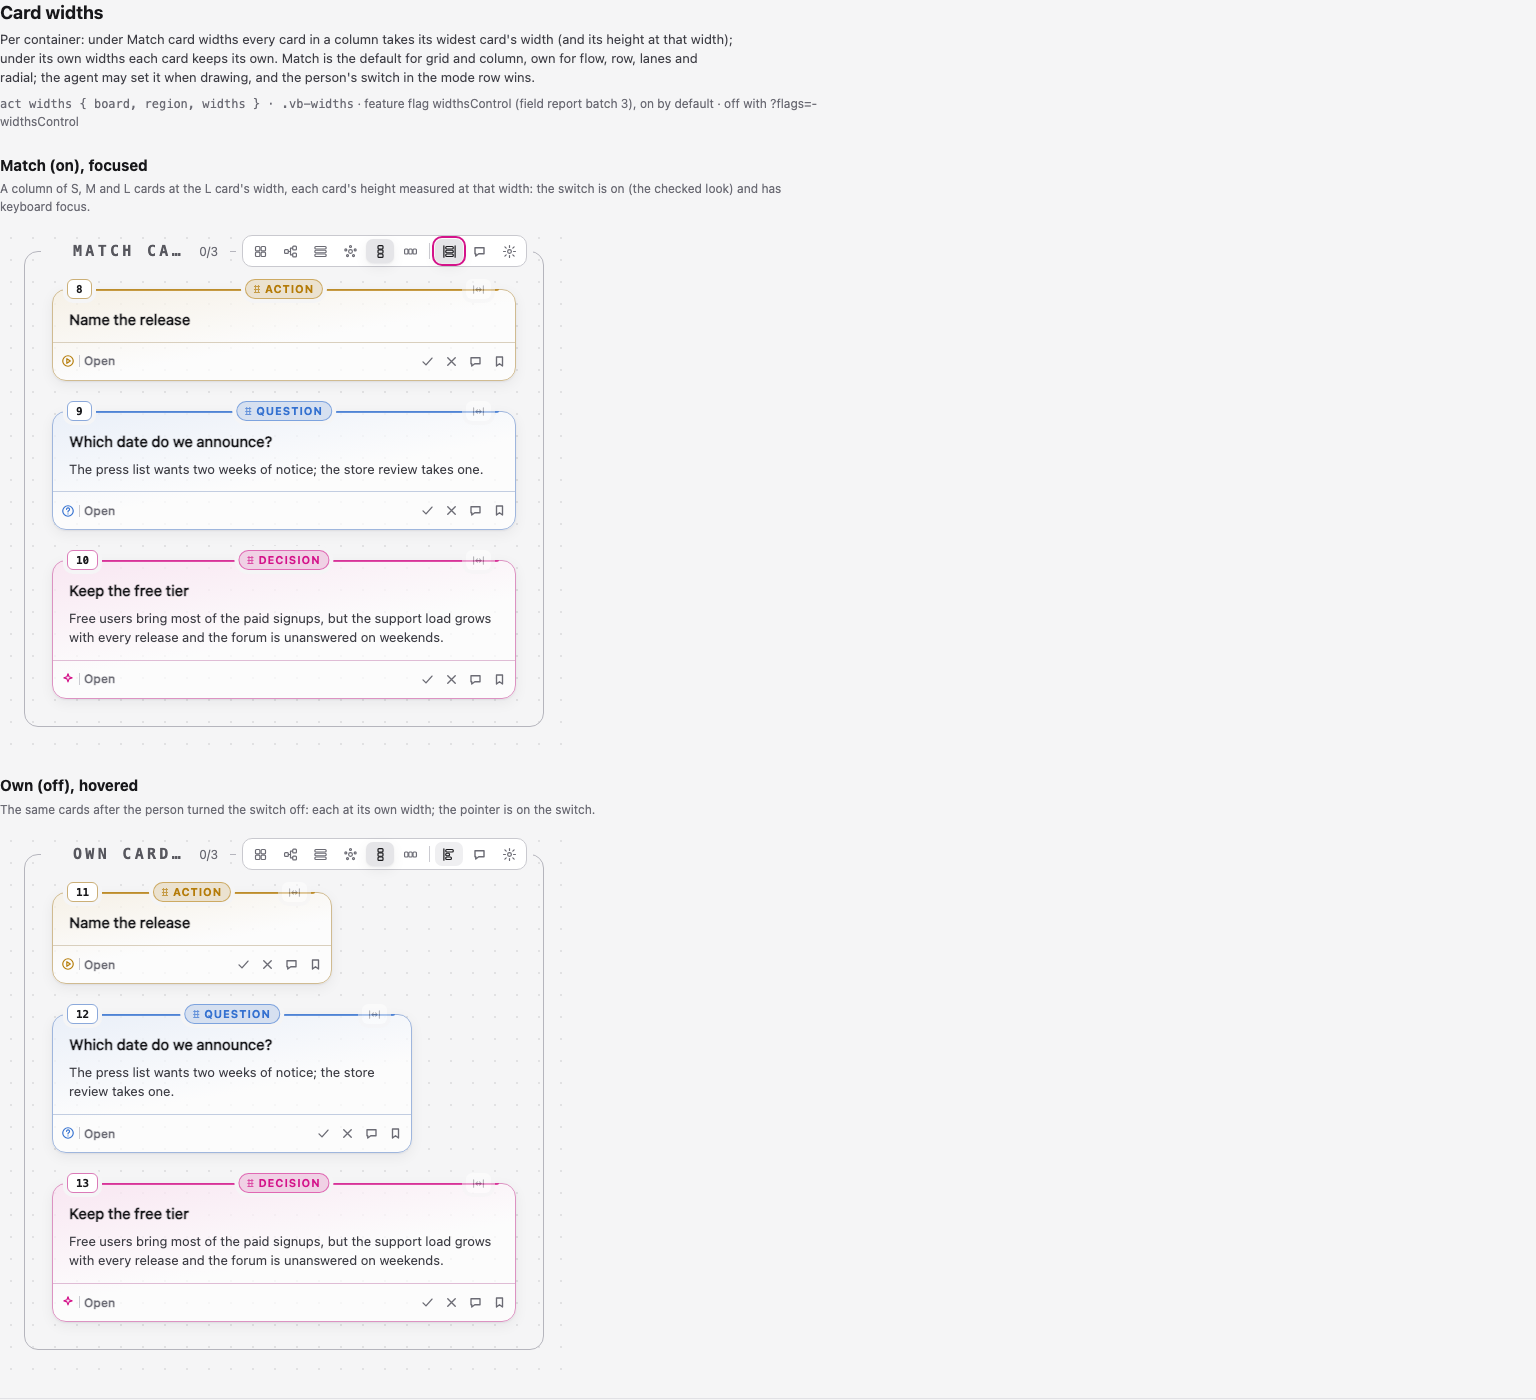 Card widths
Per container: under Match card widths every card in a column takes its widest card's width (and its height at that width);
under its own widths each card keeps its own. Match is the default for grid and column, own for flow, row, lanes and
radial; the agent may set it when drawing, and the person's switch in the mode row wins.
act widths { board, region, widths } · .vb-widths · feature flag widthsControl (field report batch 3), on by default · off with ?flags=-
widthsControl
Match (on), focused
A column of S, M and L cards at the L card's width, each card's height measured at that width: the switch is on (the checked look) and has
keyboard focus.
MATCH CA… 0/3
8 ACTION
Name the release
Open
9 QUESTION
Which date do we announce?
The press list wants two weeks of notice; the store review takes one.
Open
10 DECISION
Keep the free tier
Free users bring most of the paid signups, but the support load grows
with every release and the forum is unanswered on weekends.
Open
Own (off), hovered
The same cards after the person turned the switch off: each at its own width; the pointer is on the switch.
OWN CARD… 0/3
11 ACTION
Name the release
Open
12 QUESTION
Which date do we announce?
The press list wants two weeks of notice; the store
review takes one.
Open
13 DECISION
Keep the free tier
Free users bring most of the paid signups, but the support load grows
with every release and the forum is unanswered on weekends.
Open